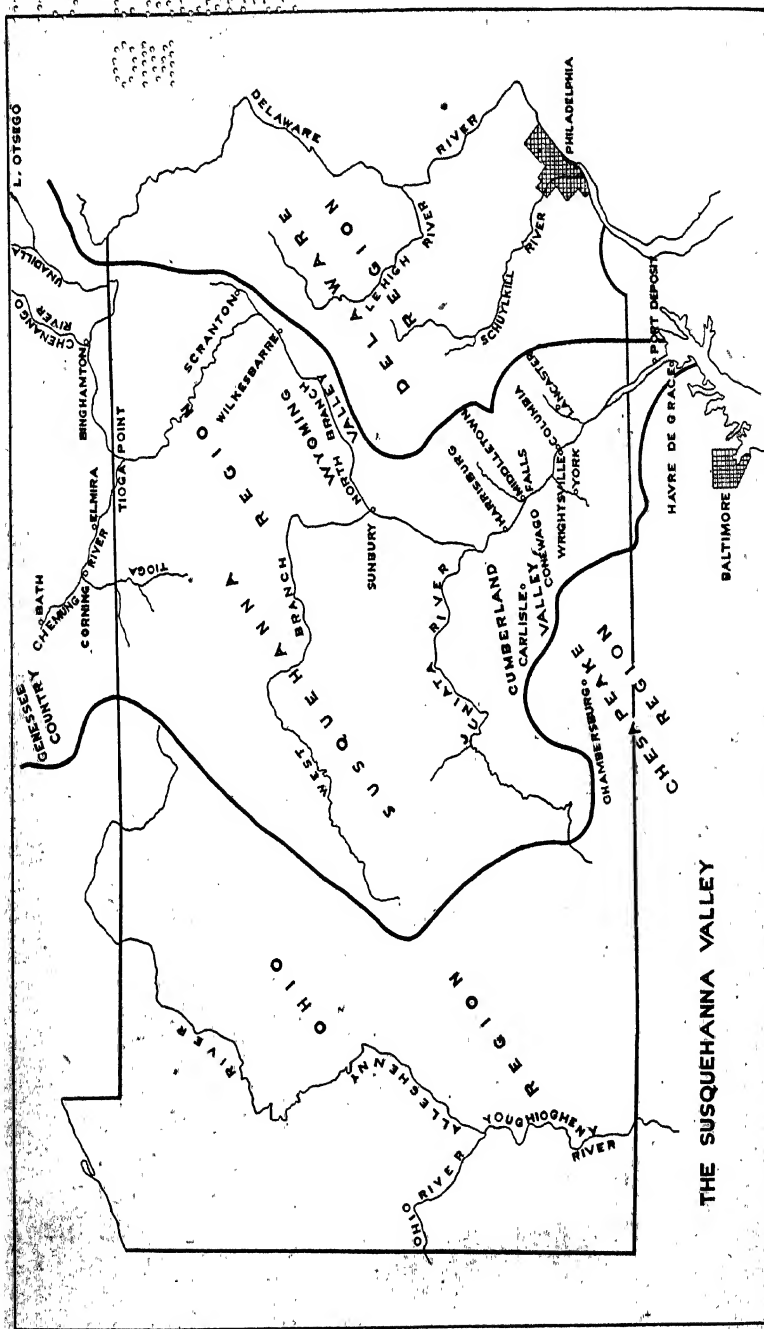 L. OTSEGO
UNADILLA
CHENANGO
RIVER
BINGHAMTON
GENESSEE
COUNTRY
BATH
CHEMUNG
RIVER
CORNING
ELMIRA
TIOGA
TIOGA POINT
DELAWARE
RIVER
SCRANTON
WILKESBARRE
WYOMING
VALLEY
NORTH BRANCH
SUNBURY
SUSQUEHANNA REGION
WEST BRANCH
DELAWARE
REGION
LEHIGH
RIVER
SCHUYLKILL
RIVER
PHILADELPHIA
OHIO
REGION
RIVER
ALLEGHENY
OHIO RIVER
YOUGHIOGHENY
RIVER
JUNIATA RIVER
HARRISBURG
MIDDLETOWN
CUMBERLAND
VALLEY
CARLISLE
CONEWAGO
FALLS
WRIGHTSVILLE
COLUMBIA
LANCASTER
YORK
CHAMBERSBURG
CHESAPEAKE
REGION
PORT DEPOSIT
HAVRE DE GRACE
BALTIMORE
THE SUSQUEHANNA VALLEY